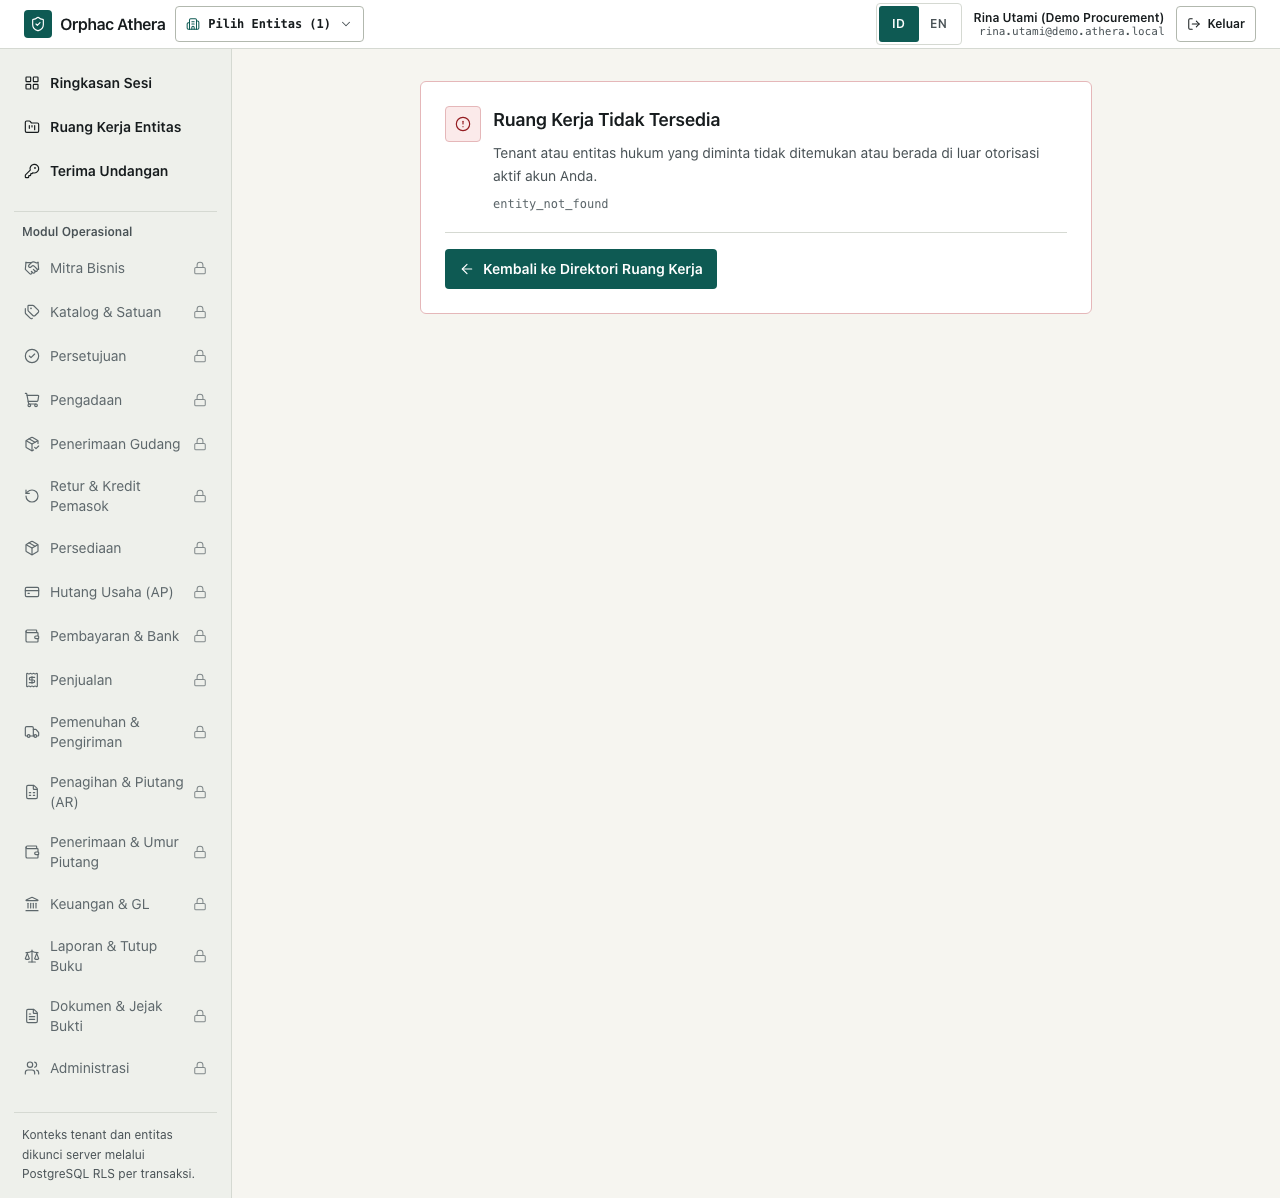 Orphac Athera
Pilih Entitas (1)
ID
EN
Rina Utami (Demo Procurement)
rina.utami@demo.athera.local
Keluar
Ringkasan Sesi
Ruang Kerja Entitas
Terima Undangan
Modul Operasional
Mitra Bisnis
Katalog & Satuan
Persetujuan
Pengadaan
Penerimaan Gudang
Retur & Kredit
Pemasok
Persediaan
Hutang Usaha (AP)
Pembayaran & Bank
Penjualan
Pemenuhan &
Pengiriman
Penagihan & Piutang
(AR)
Penerimaan & Umur
Piutang
Keuangan & GL
Laporan & Tutup
Buku
Dokumen & Jejak
Bukti
Administrasi
Konteks tenant dan entitas
dikunci server melalui
PostgreSQL RLS per transaksi.
Ruang Kerja Tidak Tersedia
Tenant atau entitas hukum yang diminta tidak ditemukan atau berada di luar otorisasi
aktif akun Anda.
entity_not_found
Kembali ke Direktori Ruang Kerja